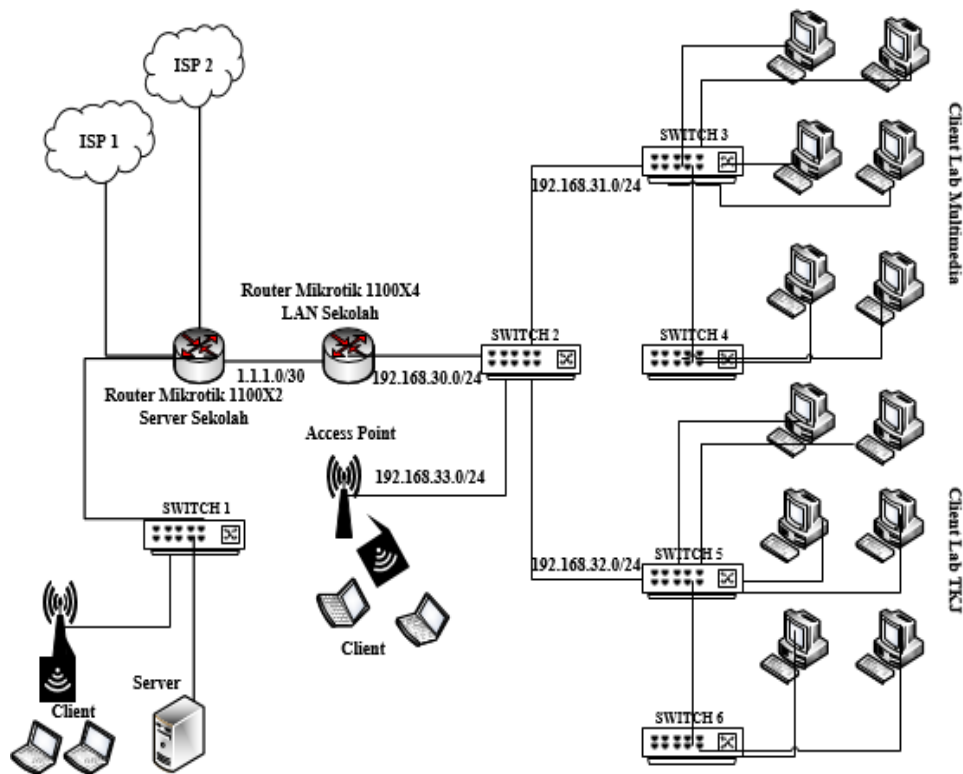 ISP 2
ISP 1
SWITCH 3
192.168.31.0/24
Client Lab Multimedia
Router Mikrotik 1100X4
LAN Sekolah
SWITCH 2
SWITCH 4
1.1.1.0/30
192.168.30.0/24
Router Mikrotik 1100X2
Server Sekolah
Access Point
192.168.33.0/24
SWITCH 1
SWITCH 5
192.168.32.0/24
Client Lab TKJ
Client
Server
Client
SWITCH 6